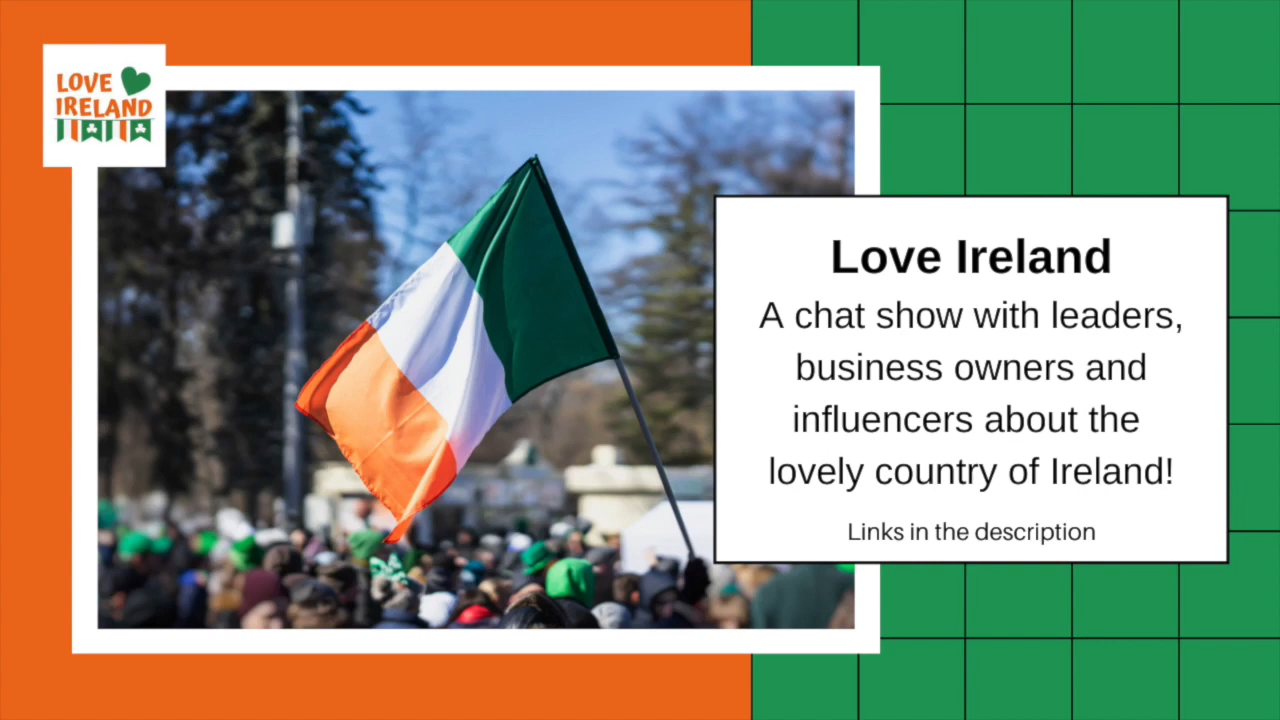 LOVE
IRELAND
Love Ireland
A chat show with leaders,
business owners and
influencers about the
lovely country of Ireland!
Links in the description